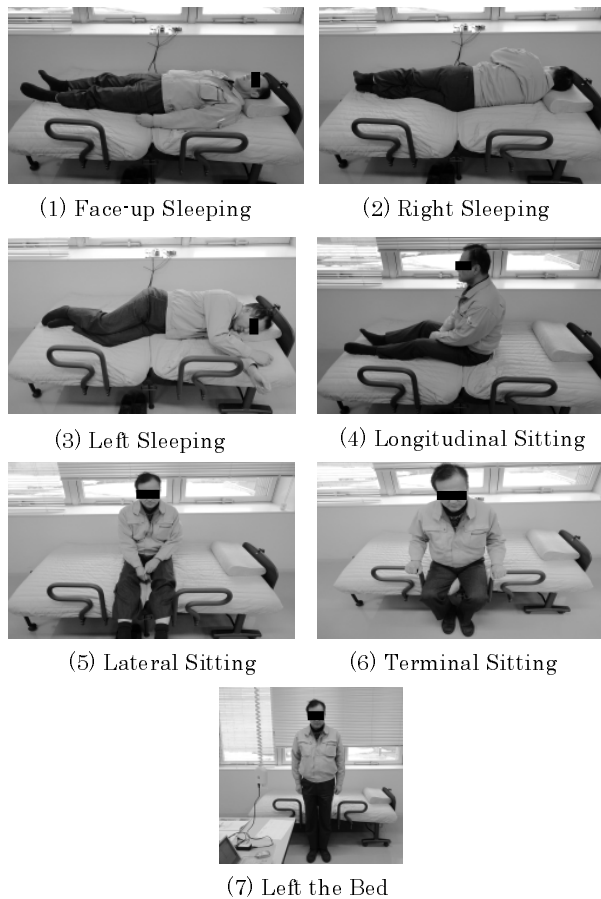 (1) Face-up Sleeping
(2) Right Sleeping
(3) Left Sleeping
(4) Longitudinal Sitting
(5) Lateral Sitting
(6) Terminal Sitting
(7) Left the Bed